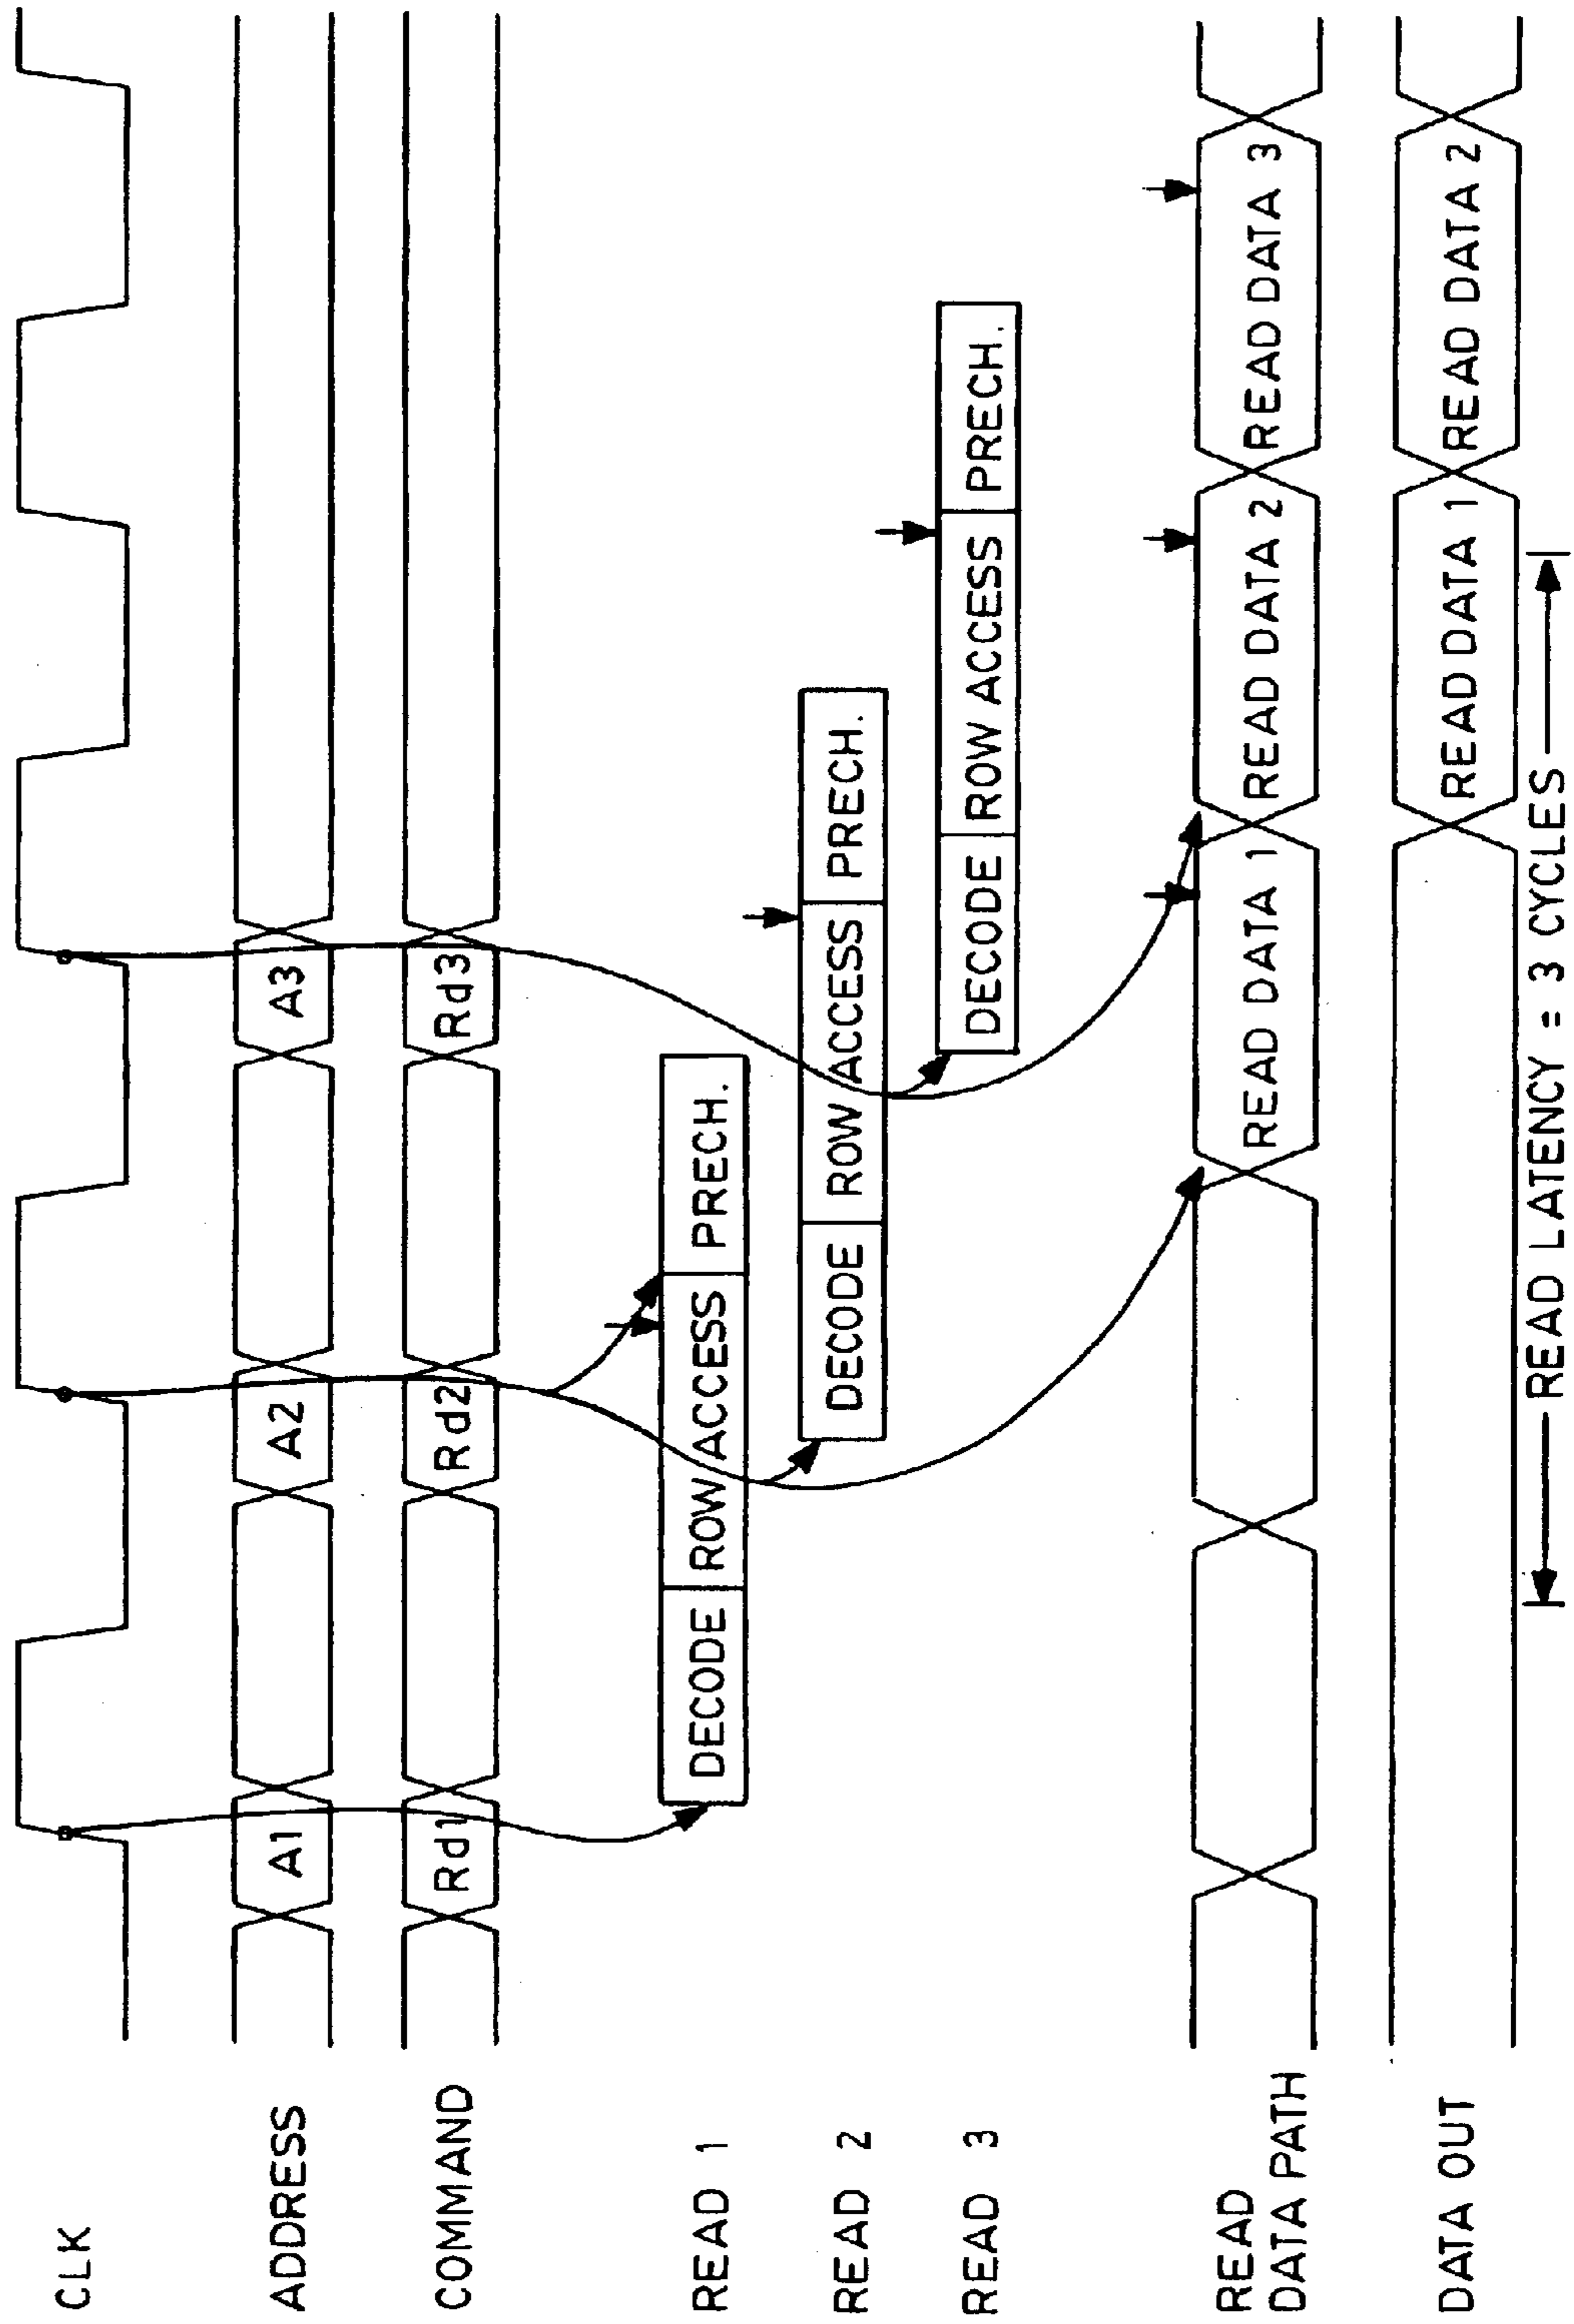 CLK
ADDRESS A1 A2 A3
COMMAND Rd1 Rd2 Rd3
READ 1 DECODE ROW ACCESS PRECH.
READ 2 DECODE ROW ACCESS PRECH.
READ 3 DECODE ROW ACCESS PRECH.
READ
DATA PATH READ DATA 1 READ DATA 2 READ DATA 3
DATA OUT READ DATA 1 READ DATA 2
READ LATENCY = 3 CYCLES